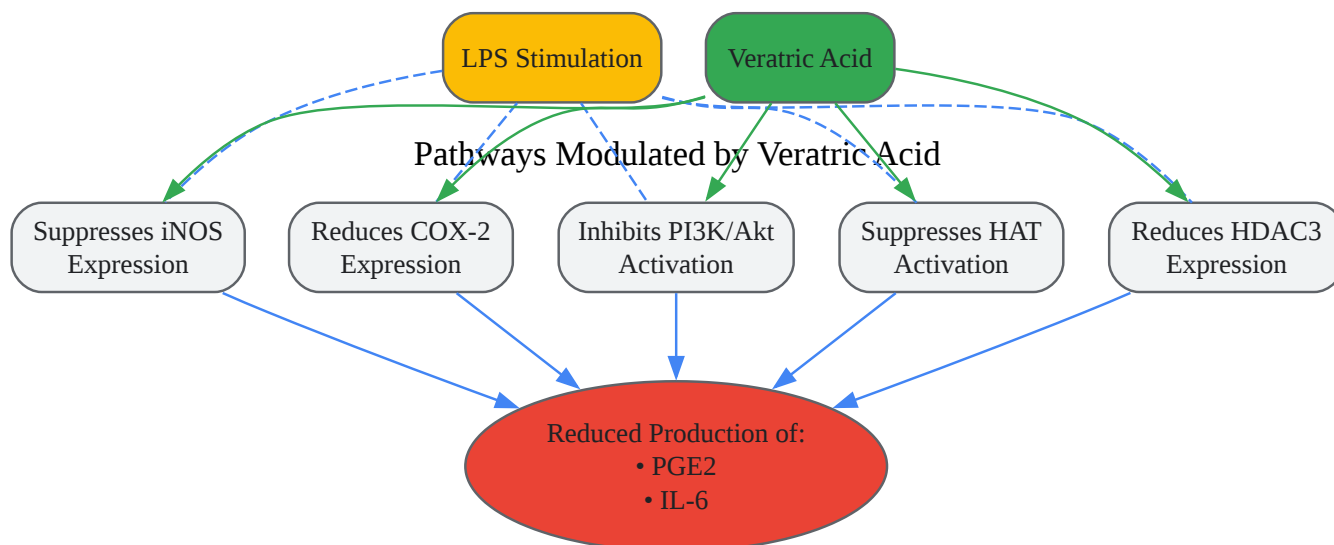 LPS Stimulation
Veratric Acid
Pathways Modulated by Veratric Acid
Suppresses iNOS
Expression
Reduces COX-2
Expression
Inhibits PI3K/Akt
Activation
Suppresses HAT
Activation
Reduces HDAC3
Expression
Reduced Production of:
• PGE2
• IL-6